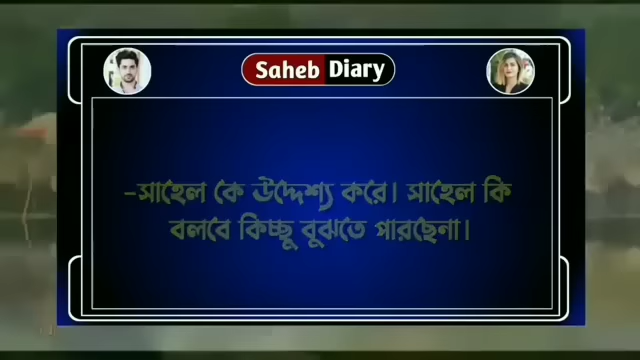 Saheb Diary
-সাহেল কে উদ্দেশ্য করে। সাহেল কি
বলবে কিচ্ছু বুঝতে পারছেনা।